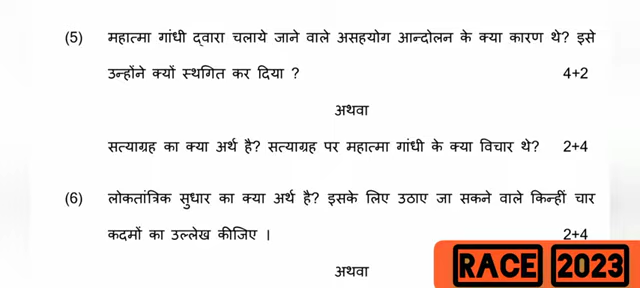 (5) महात्मा गांधी द्वारा चलाये जाने वाले असहयोग आन्दोलन के क्या कारण थे? इसे
उन्होंने क्यों स्थगित कर दिया ? 4+2
अथवा
सत्याग्रह का क्या अर्थ है? सत्याग्रह पर महात्मा गांधी के क्या विचार थे? 2+4
(6) लोकतांत्रिक सुधार का क्या अर्थ है? इसके लिए उठाए जा सकने वाले किन्हीं चार
कदमों का उल्लेख कीजिए । 2+4
अथवा
RACE 2023